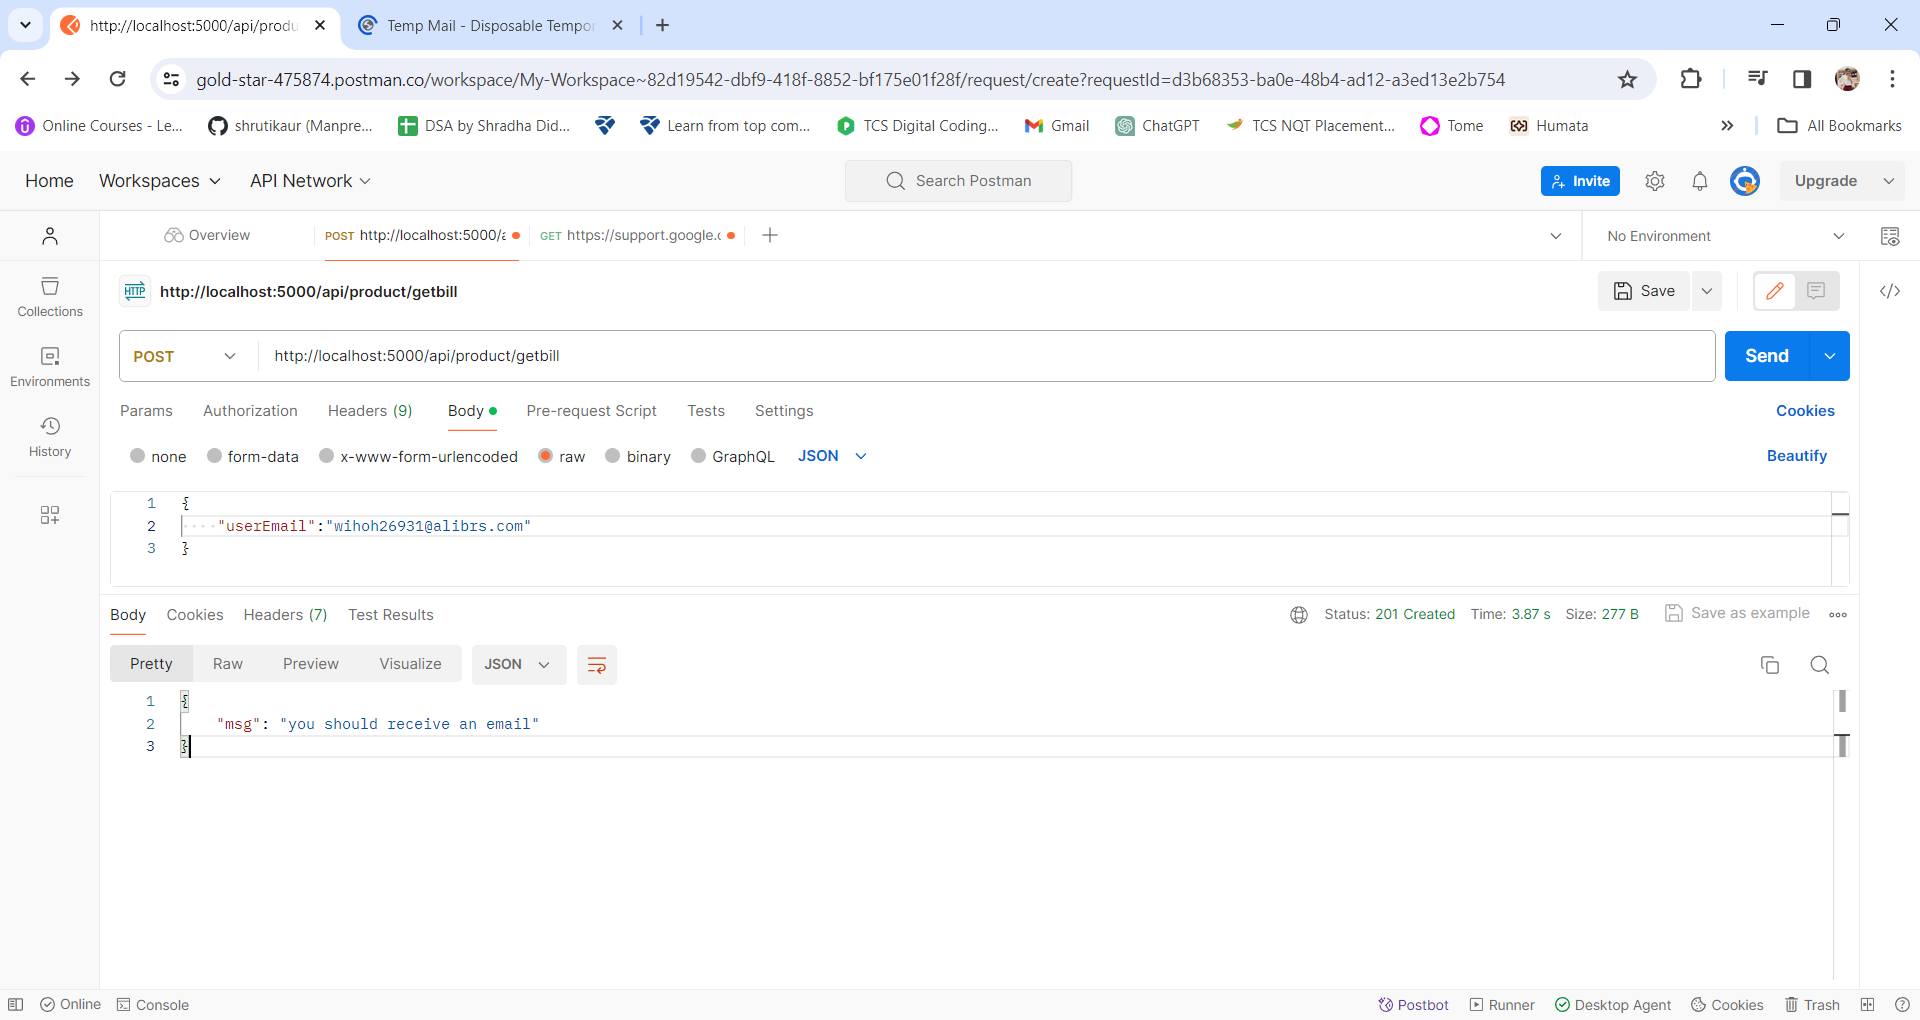 http://localhost:5000/api/produ
Temp Mail - Disposable Tempor
gold-star-475874.postman.co/workspace/My-Workspace~82d19542-dbf9-418f-8852-bf175e01f28f/request/create?requestId=d3b68353-ba0e-48b4-ad12-a3ed13e2b754
Online Courses - Le... shrutikaur (Manpre... DSA by Shradha Did... Learn from top com... TCS Digital Coding... Gmail ChatGPT TCS NQT Placement... Tome Humata » All Bookmarks
Home Workspaces API Network Search Postman Invite Upgrade
Overview POST http://localhost:5000/a GET https://support.google.c No Environment
HTTP http://localhost:5000/api/product/getbill Save </>
Collections
POST http://localhost:5000/api/product/getbill Send
Environments
Params Authorization Headers (9) Body Pre-request Script Tests Settings Cookies
History
none form-data x-www-form-urlencoded raw binary GraphQL JSON Beautify
1 {
2 "userEmail":"wihoh26931@alibrs.com"
3 }
Body Cookies Headers (7) Test Results Status: 201 Created Time: 3.87 s Size: 277 B Save as example
Pretty Raw Preview Visualize JSON
1 {
2 "msg": "you should receive an email"
3 }
Online Console Postbot Runner Desktop Agent Cookies Trash